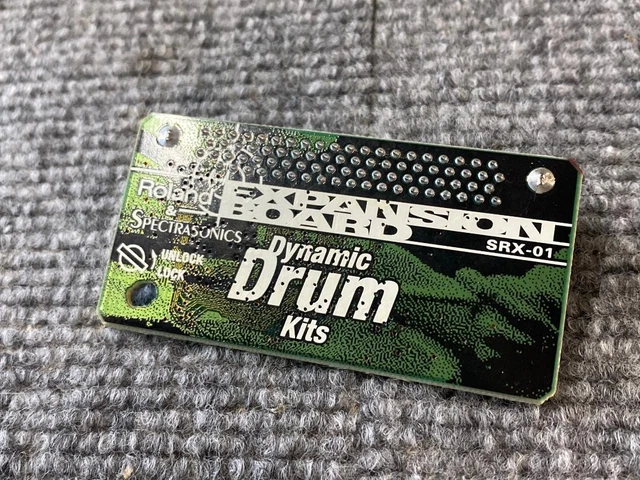 Roland
&
SPECTRASONICS
EXPANSION
BOARD
SRX-01
UNLOCK
LOCK
Dynamic
Drum
Kits